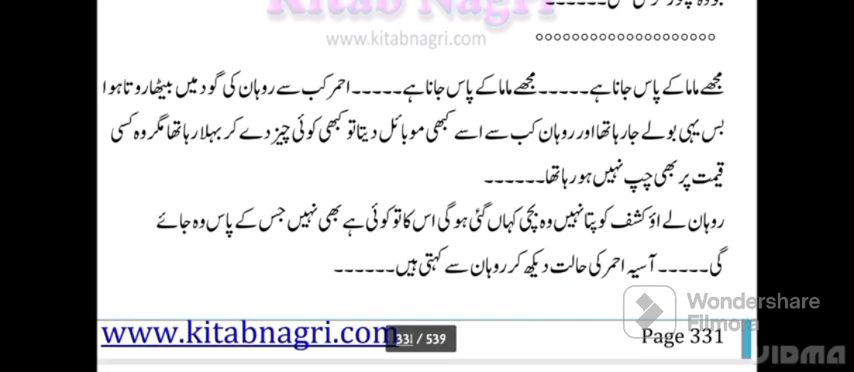 Kitab Nagri
www.kitabnagri.com
○○○○○○○○○○○○○○○○○○○○
مجھے ماما کے پاس جانا ہے۔۔۔۔۔ مجھے ماما کے پاس جانا ہے۔۔۔۔۔ احمر کب سے روہان کی گود میں بیٹھا روتا ہوا
بس یہی بولے جا رہا تھا اور روہان کب سے اسے کبھی موبائل دیتا تو کبھی کوئی چیز دے کر بہلا رہا تھا مگر وہ کسی
قیمت پر بھی چپ نہیں ہو رہا تھا۔۔۔۔۔۔
روہان لے اؤ کشف کو پتا نہیں وہ بچی کہاں گئی ہو گی اس کا تو کوئی ہے بھی نہیں جس کے پاس وہ جائے
گی۔۔۔۔۔ آسیہ احمر کی حالت دیکھ کر روہان سے کہتی ہیں۔۔۔۔۔۔
Wondershare
Filmora
www.kitabnagri.com
331 / 539
Page 331
VIDMA